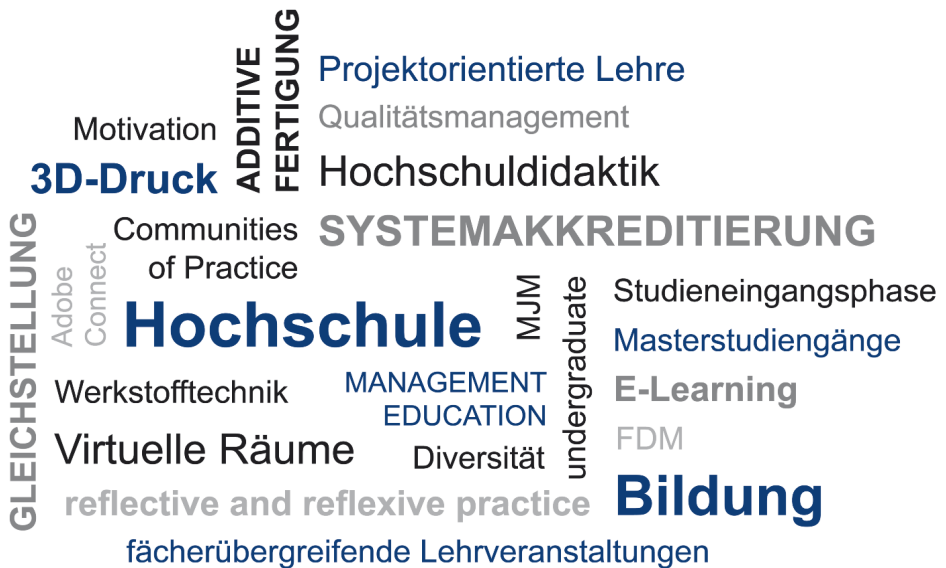 ADDITIVE
FERTIGUNG
Projektorientierte Lehre
Qualitätsmanagement
Motivation
3D-Druck
Hochschuldidaktik
GLEICHSTELLUNG
Adobe
Connect
Communities
of Practice
SYSTEMAKKREDITIERUNG
Hochschule
MJM
undergraduate
Studieneingangsphase
Masterstudiengänge
Werkstofftechnik
MANAGEMENT
EDUCATION
E-Learning
FDM
Virtuelle Räume
Diversität
reflective and reflexive practice
Bildung
fächerübergreifende Lehrveranstaltungen